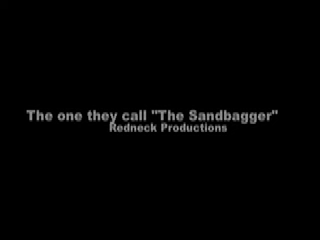 The one they call "The Sandbagger"
Redneck Productions